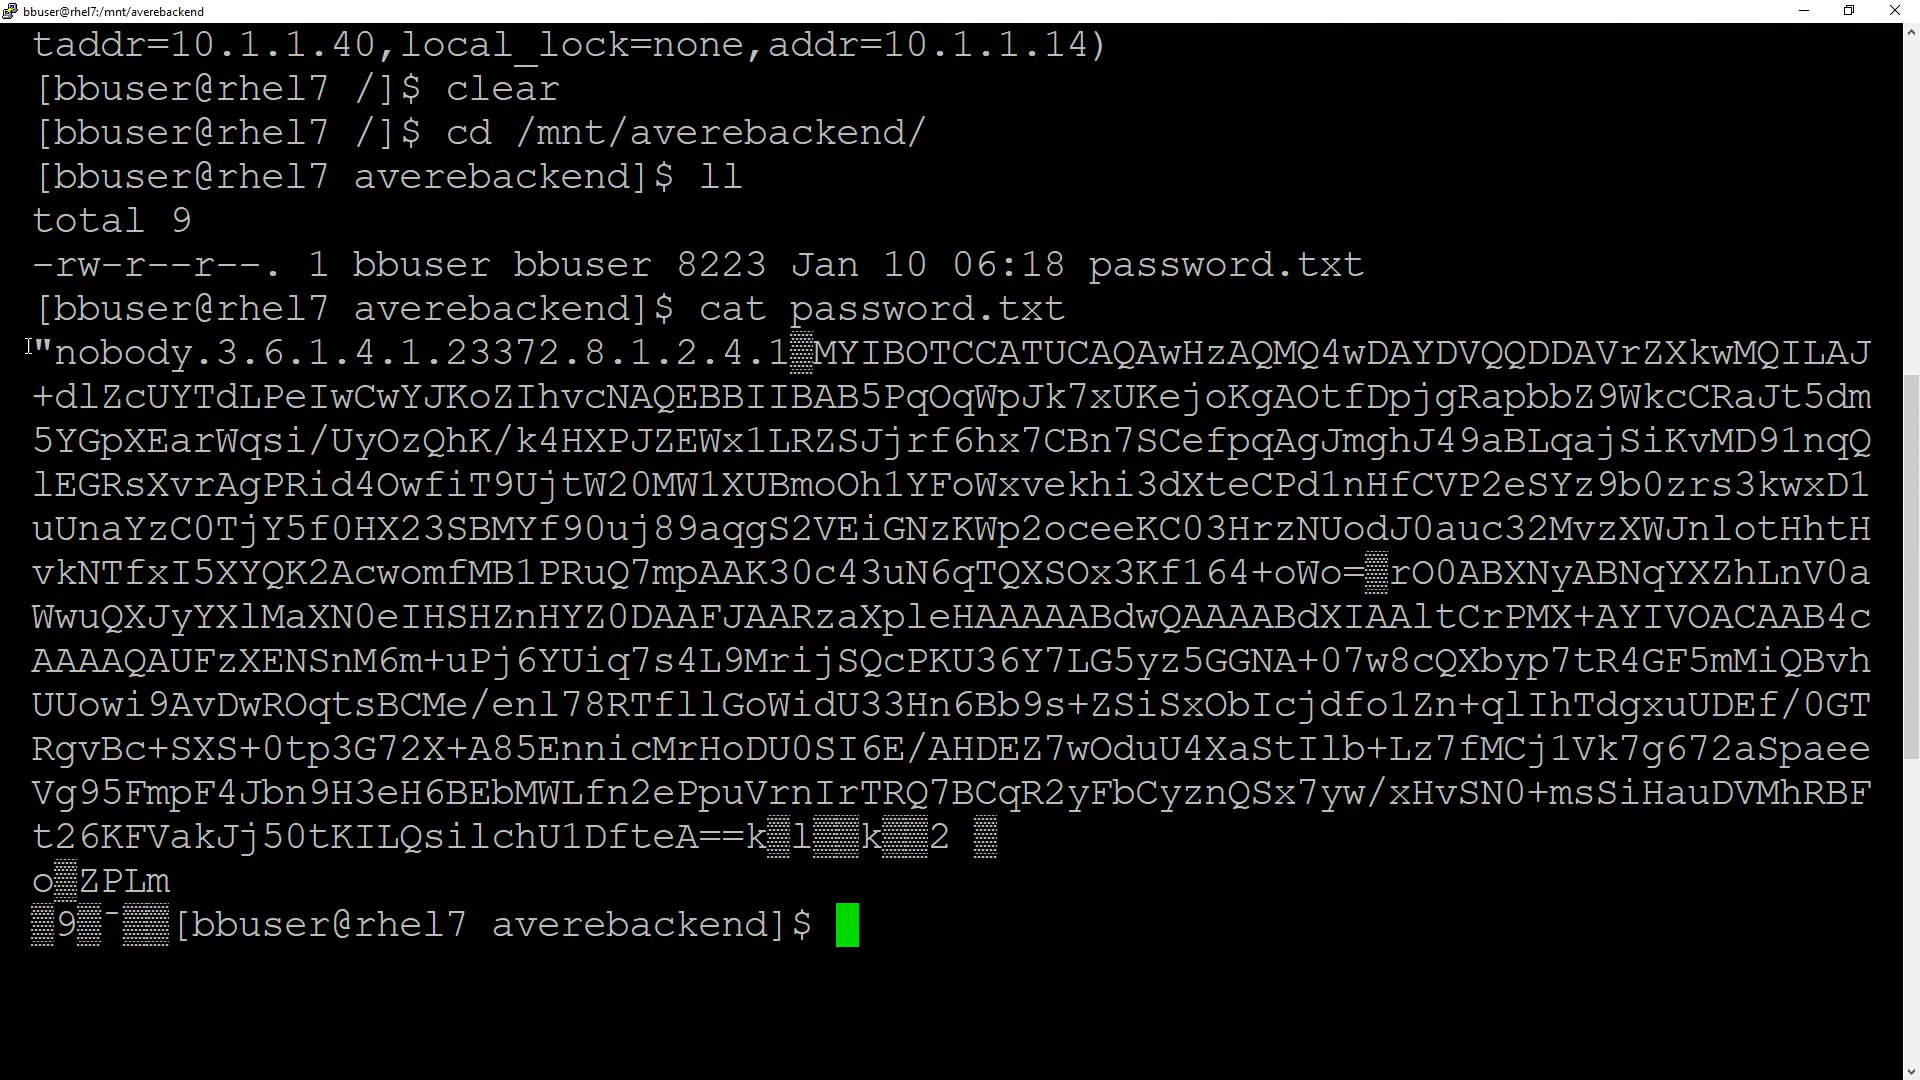 bbuser@rhel7:/mnt/averebackend
taddr=10.1.1.40,local_lock=none,addr=10.1.1.14)
[bbuser@rhel7 /]$ clear
[bbuser@rhel7 /]$ cd /mnt/averebackend/
[bbuser@rhel7 averebackend]$ ll
total 9
-rw-r--r--. 1 bbuser bbuser 8223 Jan 10 06:18 password.txt
[bbuser@rhel7 averebackend]$ cat password.txt
"nobody.3.6.1.4.1.23372.8.1.2.4.1▒MYIBOTCCATUCAQAwHzAQMQ4wDAYDVQQDDAVrZXkwMQILAJ
+dlZcUYTdLPeIwCwYJKoZIhvcNAQEBBIIBAB5PqOqWpJk7xUKejoKgAOtfDpjgRapbbZ9WkcCRaJt5dm
5YGpXEarWqsi/UyOzQhK/k4HXPJZEWx1LRZSJjrf6hx7CBn7SCefpqAgJmghJ49aBLqajSiKvMD91nqQ
lEGRsXvrAgPRid4OwfiT9UjtW20MW1XUBmoOh1YFoWxvekhi3dXteCPd1nHfCVP2eSYz9b0zrs3kwxD1
uUnaYzC0TjY5f0HX23SBMYf90uj89aqgS2VEiGNzKWp2oceeKC03HrzNUodJ0auc32MvzXWJnlotHhtH
vkNTfxI5XYQK2AcwomfMB1PRuQ7mpAAK30c43uN6qTQXSOx3Kf164+oWo=▒rO0ABXNyABNqYXZhLnV0a
WwuQXJyYXlMaXN0eIHSHZnHYZ0DAAFJAARzaXpleHAAAAABdwQAAAABdXIAAltCrPMX+AYIVOACAAB4c
AAAAQAUFzXENSnM6m+uPj6YUiq7s4L9MrijSQcPKU36Y7LG5yz5GGNA+07w8cQXbyp7tR4GF5mMiQBvh
UUowi9AvDwROqtsBCMe/enl78RTfllGoWidU33Hn6Bb9s+ZSiSxObIcjdfo1Zn+qlIhTdgxuUDEf/0GT
RgvBc+SXS+0tp3G72X+A85EnnicMrHoDU0SI6E/AHDEZ7wOduU4XaStIlb+Lz7fMCj1Vk7g672aSpaee
Vg95FmpF4Jbn9H3eH6BEbMWLfn2ePpuVrnIrTRQ7BCqR2yFbCyznQSx7yw/xHvSN0+msSiHauDVMhRBF
t26KFVakJj50tKILQsilchU1DfteA==k▒l▒▒k▒▒2 ▒
o▒ZPLm
▒9▒¯▒▒[bbuser@rhel7 averebackend]$